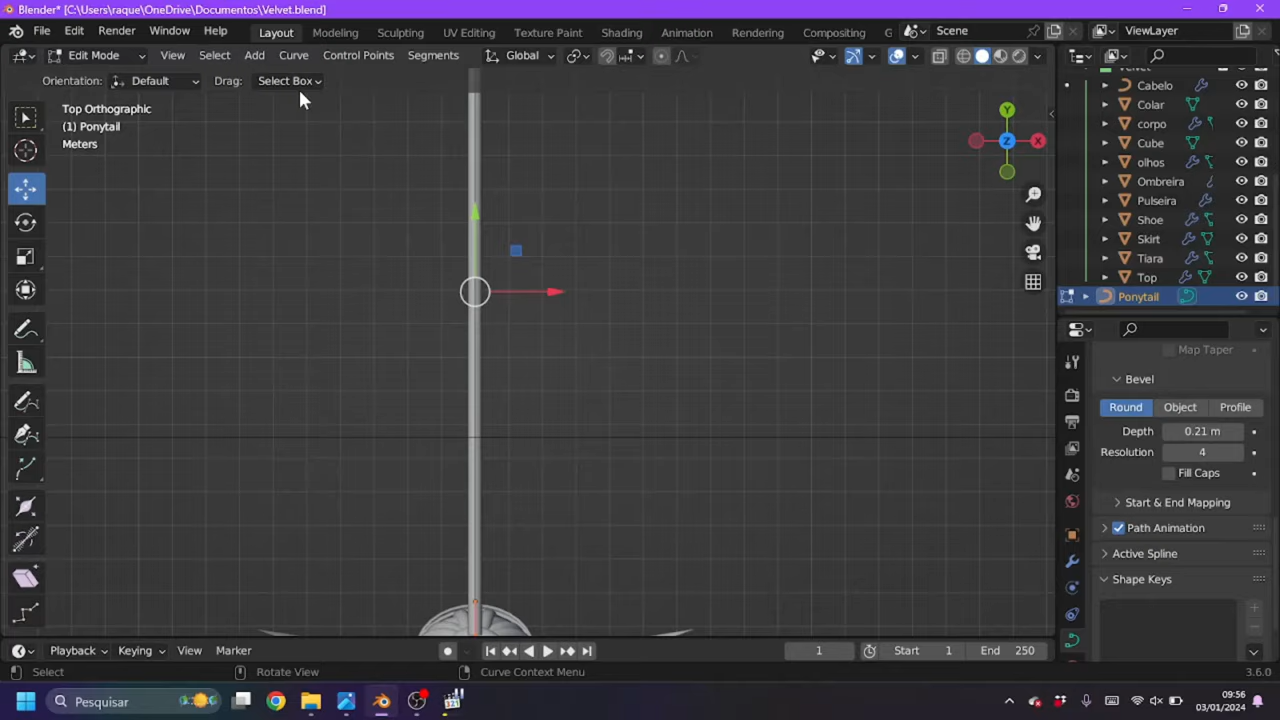 Blender* [C:\Users\raque\OneDrive\Documentos\Velvet.blend]
File Edit Render Window Help Layout Modeling Sculpting UV Editing Texture Paint Shading Animation Rendering Compositing G Scene ViewLayer
Edit Mode View Select Add Curve Control Points Segments Global
Orientation: Default Drag: Select Box
Top Orthographic
(1) Ponytail
Meters
Y
Z
X
Velvet
Cabelo
Colar
corpo
Cube
olhos
Ombreira
Pulseira
Shoe
Skirt
Tiara
Top
Ponytail
Map Taper
Bevel
Round Object Profile
Depth 0.21 m
Resolution 4
Fill Caps
Start & End Mapping
Path Animation
Active Spline
Shape Keys
Playback Keying View Marker 1 Start 1 End 250
Select Rotate View Curve Context Menu 3.6.0
Pesquisar
09:56
03/01/2024